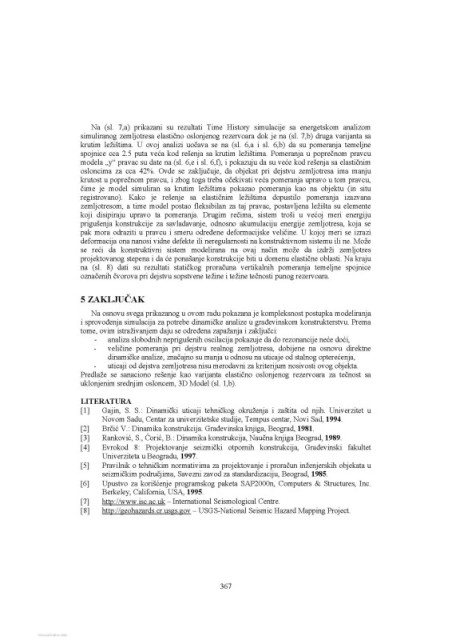 Na (sl. 7,a) prikazani su rezultati Time History simulacije sa energetskom analizom
simuliranog zemljotresa elastično oslonjenog rezervoara dok je na (sl. 7,b) druga varijanta sa
krutim ležištima. U ovoj analizi uočava se na (sl. 6,a i sl. 6,b) da su pomeranja temeljne
spojnice cca 2.5 puta veća kod rešenja sa krutim ležištima. Pomeranja u poprečnom pravcu
modela „y“ pravac su date na (sl. 6,e i sl. 6,f), i pokazuju da su veće kod rešenja sa elastičnim
osloncima za cca 42%. Ovde se zaključuje, da objekat pri dejstvu zemljotresa ima manju
krutost u poprečnom pravcu, i zbog toga treba očekivati veća pomeranja upravo u tom pravcu,
čime je model simuliran sa krutim ležištima pokazao pomeranja kao na objektu (in situ
registrovano). Kako je rešenje sa elastičnim ležištima dopustilo pomeranja izazvana
zemljotresom, a time model postao fleksibilan za taj pravac, postavljena ležišta su elemente
koji disipiraju upravo ta pomeranja. Drugim rečima, sistem troši u većoj meri energiju
prigušenja konstrukcije za savladavanje, odnosno akumulaciju energije zemljotresa, koja se
pak mora odraziti u pravcu i smeru određene deformacijske veličine. U kojoj meri se izrazi
deformacija ona nanosi vidne defekte ili neregularnosti na konstruktivnom sistemu ili ne. Može
se reći da konstruktivni sistem modelirana na ovaj način može da izdrži zemljotres
projektovanog stepena i da će ponašanje konstrukcije biti u domenu elastične oblasti. Na kraju
na (sl. 8) dati su rezultati statičkog proračuna vertikalnih pomeranja temeljne spojnice
označenih čvorova pri dejstvu sopstvene težine i težine tečnosti punog rezervoara.
5 ZAKLJUČAK
Na osnovu svega prikazanog u ovom radu pokazana je kompleksnost postupka modeliranja
i sprovođenja simulacija za potrebe dinamičke analize u građevinskom konstrukterstvu. Prema
tome, ovim istraživanjem daju se određena zapažanja i zaključci:
- analiza slobodnih neprigušenih oscilacija pokazuje da do rezonancije neće doći,
- veličine pomeranja pri dejstvu realnog zemljotresa, dobijene na osnovu direktne
dinamičke analize, značajno su manja u odnosu na uticaje od stalnog opterećenja,
- uticaji od dejstva zemljotresa nisu merodavni za kriterijum nosivosti ovog objekta.
Predlaže se sanaciono rešenje kao varijanta elastično oslonjenog rezervoara za tečnost sa
uklonjenim srednjim osloncem, 3D Model (sl. 1,b).
LITERATURA
[1] Gajin, S. S.: Dinamički uticaji tehničkog okruženja i zaštita od njih. Univerzitet u
Novom Sadu, Centar za univerzitetske studije, Tempus centar, Novi Sad, 1994.
[2] Brčić V.: Dinamika konstrukcija. Građevinska knjiga, Beograd, 1981.
[3] Ranković, S., Ćorić, B.: Dinamika konstrukcija, Naučna knjiga Beograd, 1989.
[4] Evrokod 8: Projektovanje seizmički otpornih konstrukcija, Građevinski fakultet
Univerziteta u Beogradu, 1997.
[5] Pravilnik o tehničkim normativima za projektovanje i proračun inženjerskih objekata u
seizmičkim područjima, Savezni zavod za standardizaciju, Beograd, 1985.
[6] Uputstvo za korišćenje programskog paketa SAP2000n, Computers & Structures, Inc.
Berkeley, California, USA, 1995.
[7] http://www.isc.ac.uk – International Seismological Centre.
[8] http://geohazards.cr.usgs.gov – USGS-National Seismic Hazard Mapping Project.
367